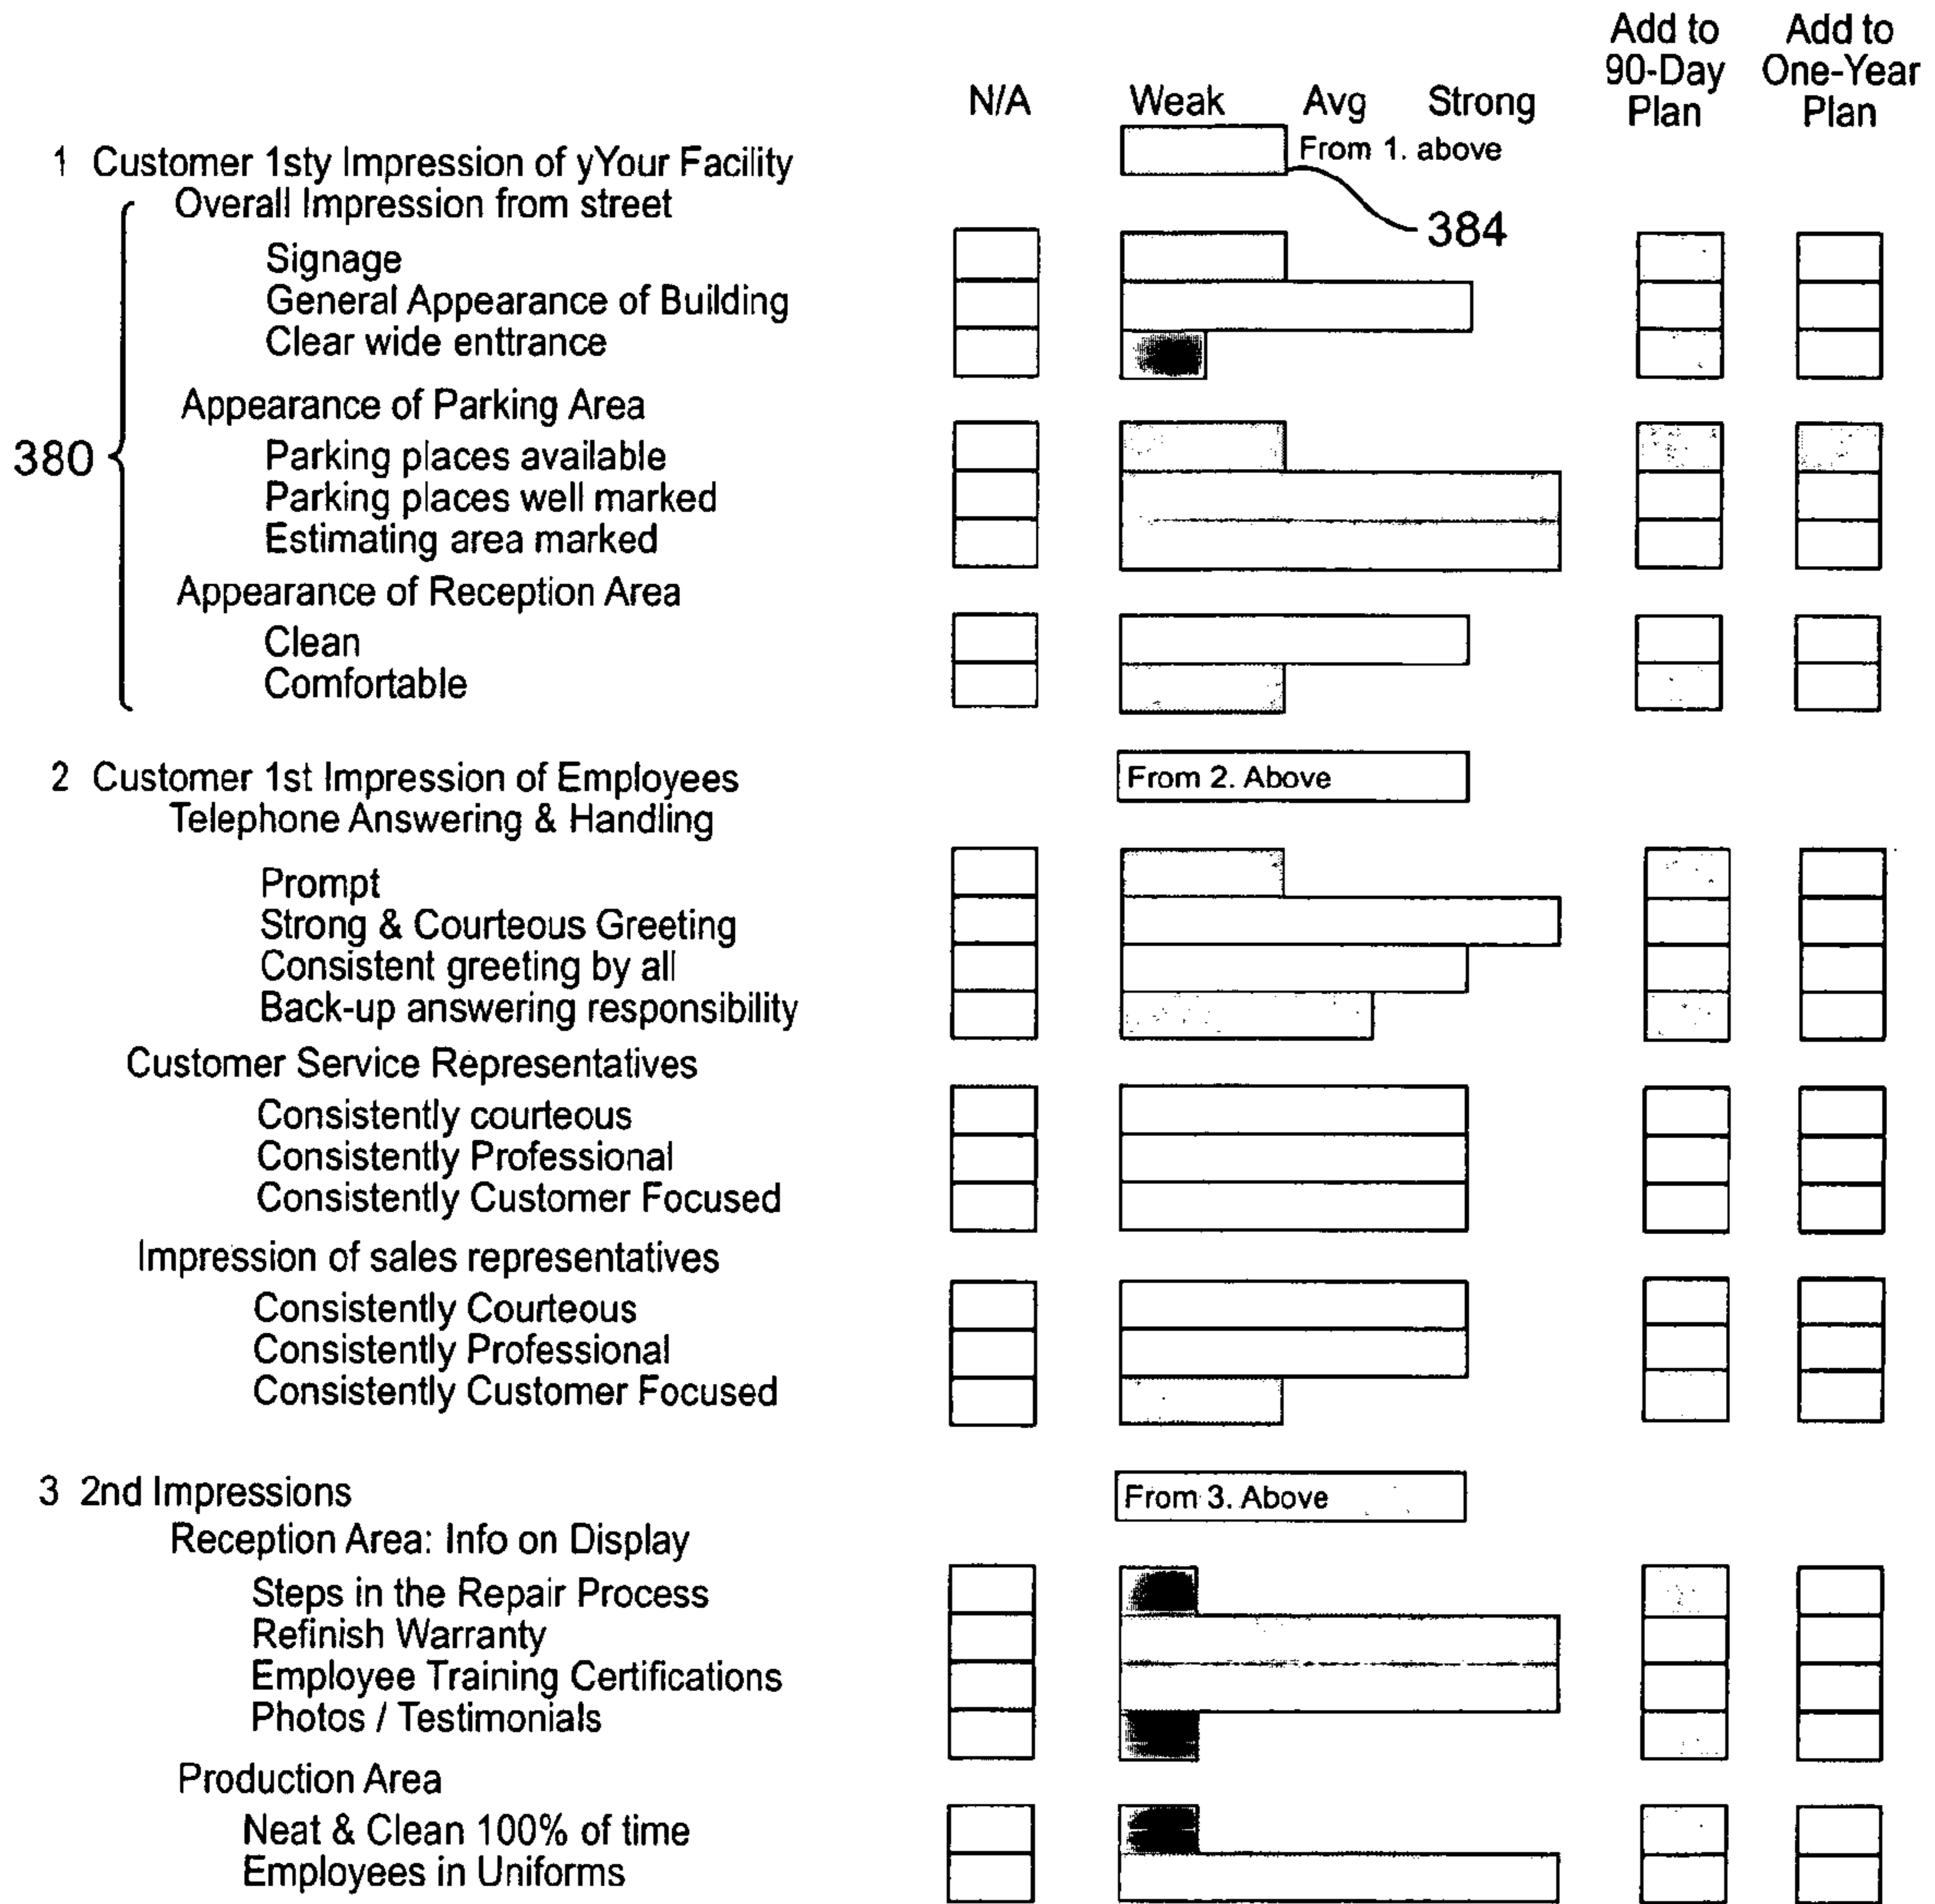 Add to Add to
90-Day One-Year
N/A Weak Avg Strong Plan Plan
1 Customer 1sty Impression of yYour Facility From 1. above
Overall Impression from street
384
Signage
General Appearance of Building
Clear wide enttrance
Appearance of Parking Area
380 Parking places available
Parking places well marked
Estimating area marked
Appearance of Reception Area
Clean
Comfortable
2 Customer 1st Impression of Employees From 2. Above
Telephone Answering & Handling
Prompt
Strong & Courteous Greeting
Consistent greeting by all
Back-up answering responsibility
Customer Service Representatives
Consistently courteous
Consistently Professional
Consistently Customer Focused
Impression of sales representatives
Consistently Courteous
Consistently Professional
Consistently Customer Focused
3 2nd Impressions From 3. Above
Reception Area: Info on Display
Steps in the Repair Process
Refinish Warranty
Employee Training Certifications
Photos / Testimonials
Production Area
Neat & Clean 100% of time
Employees in Uniforms